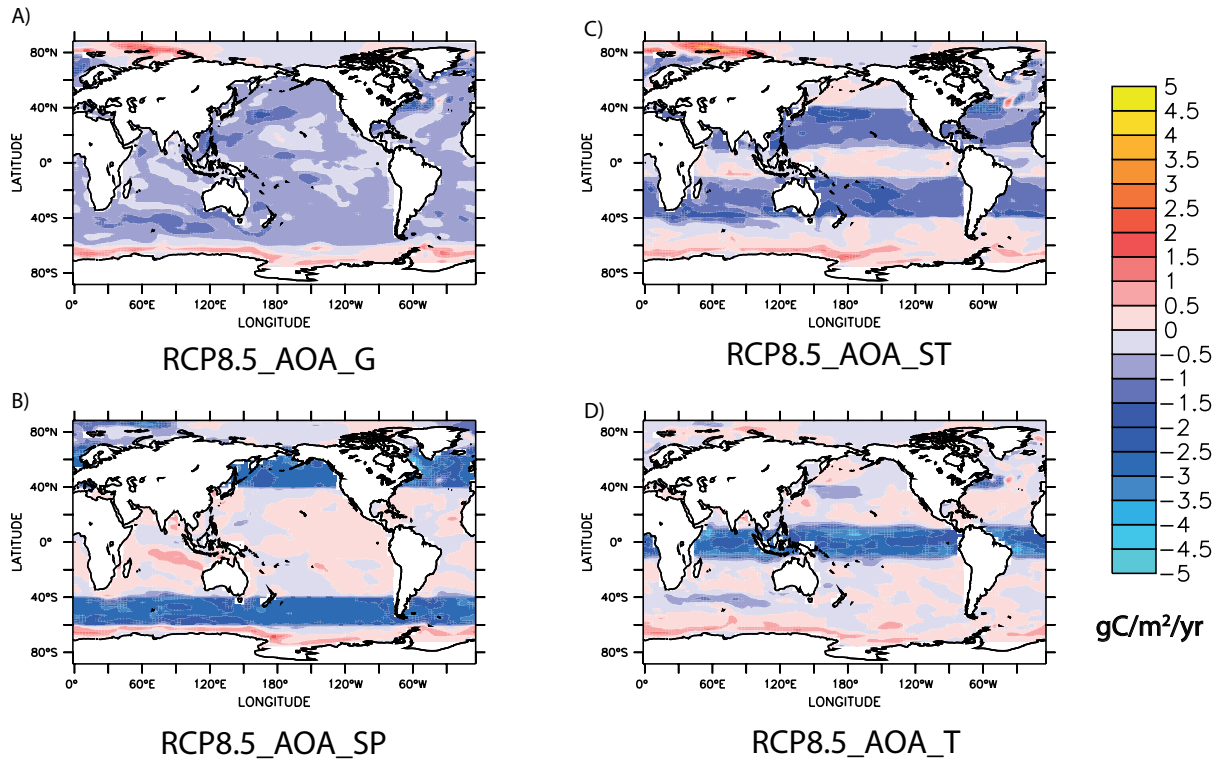 A)
80°N
40°N
0°
40°S
80°S
LATITUDE
0°
60°E
120°E
180°
120°W
60°W
LONGITUDE
RCP8.5_AOA_G
C)
80°N
40°N
0°
40°S
80°S
LATITUDE
0°
60°E
120°E
180°
120°W
60°W
LONGITUDE
RCP8.5_AOA_ST
B)
80°N
40°N
0°
40°S
80°S
LATITUDE
0°
60°E
120°E
180°
120°W
60°W
LONGITUDE
RCP8.5_AOA_SP
D)
80°N
40°N
0°
40°S
80°S
LATITUDE
0°
60°E
120°E
180°
120°W
60°W
LONGITUDE
RCP8.5_AOA_T
5
4.5
4
3.5
3
2.5
2
1.5
1
0.5
0
−0.5
−1
−1.5
−2
−2.5
−3
−3.5
−4
−4.5
−5
gC/m²/yr